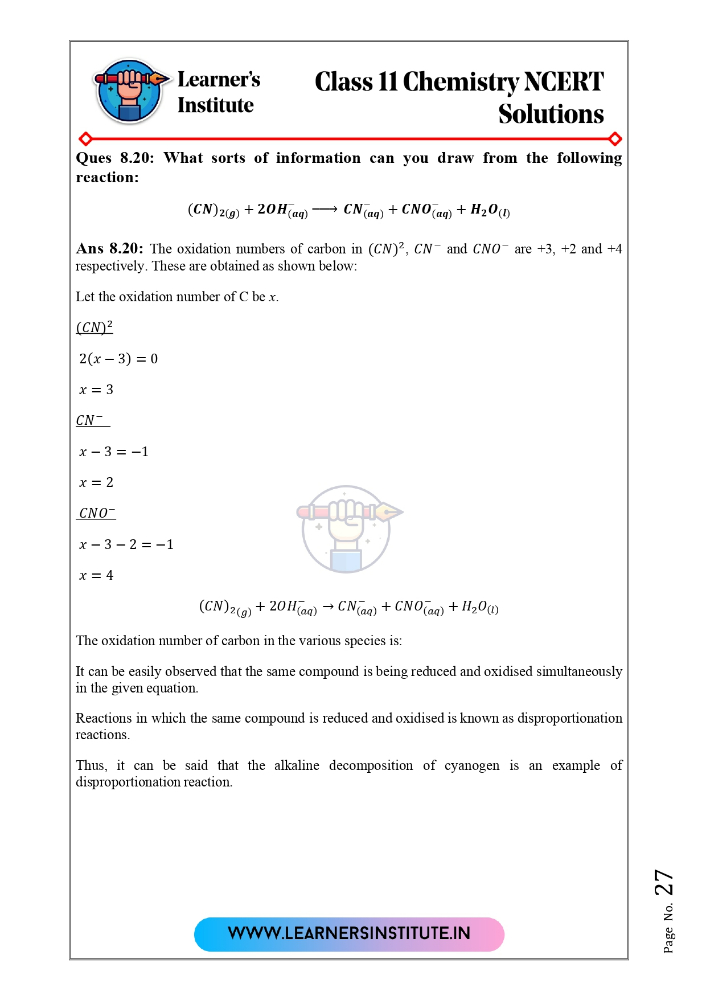 Learner's
Institute
Class 11 Chemistry NCERT
Solutions
Ques 8.20: What sorts of information can you draw from the following
reaction:
(CN)₂₍g₎ + 2OH⁻₍aq₎ ⟶ CN⁻₍aq₎ + CNO⁻₍aq₎ + H₂O₍l₎
Ans 8.20: The oxidation numbers of carbon in (CN)², CN⁻ and CNO⁻ are +3, +2 and +4
respectively. These are obtained as shown below:
Let the oxidation number of C be x.
(CN)²
2(x − 3) = 0
x = 3
CN⁻
x − 3 = −1
x = 2
CNO⁻
x − 3 − 2 = −1
x = 4
(CN)₂₍g₎ + 2OH⁻₍aq₎ → CN⁻₍aq₎ + CNO⁻₍aq₎ + H₂O₍l₎
The oxidation number of carbon in the various species is:
It can be easily observed that the same compound is being reduced and oxidised simultaneously
in the given equation.
Reactions in which the same compound is reduced and oxidised is known as disproportionation
reactions.
Thus, it can be said that the alkaline decomposition of cyanogen is an example of
disproportionation reaction.
WWW.LEARNERSINSTITUTE.IN
Page No. 27